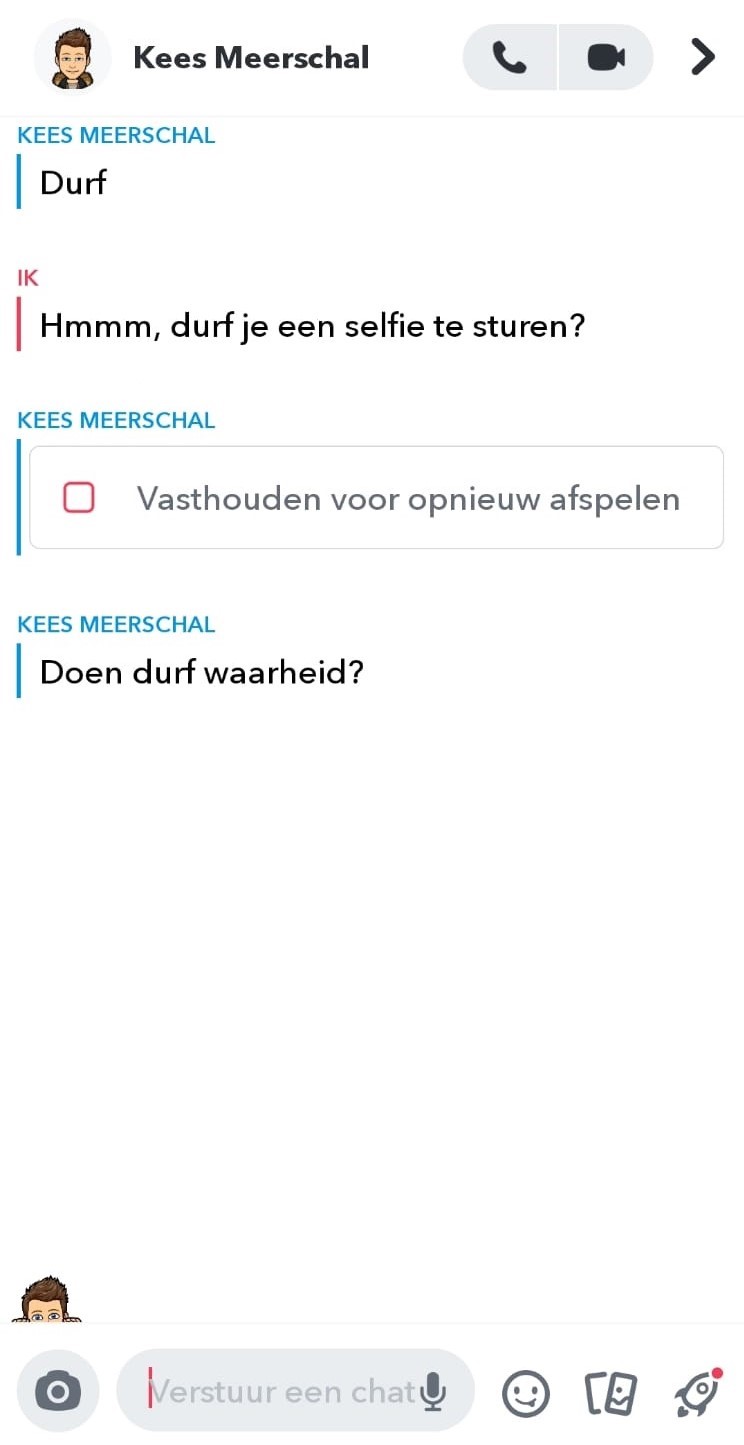 Kees Meerschal
KEES MEERSCHAL
Durf
IK
Hmmm, durf je een selfie te sturen?
KEES MEERSCHAL
Vasthouden voor opnieuw afspelen
KEES MEERSCHAL
Doen durf waarheid?
Verstuur een chat